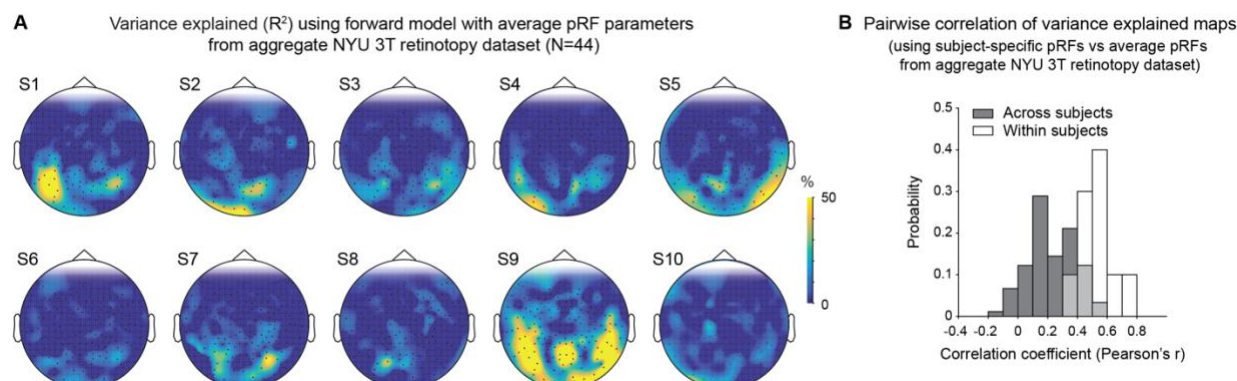 A
Variance explained (R²) using forward model with average pRF parameters
from aggregate NYU 3T retinotopy dataset (N=44)
S1
S2
S3
S4
S5
%
50
0
S6
S7
S8
S9
S10
B Pairwise correlation of variance explained maps
(using subject-specific pRFs vs average pRFs
from aggregate NYU 3T retinotopy dataset)
0.5
0.4
0.3
0.2
0.1
0
Probability
Across subjects
Within subjects
-0.4 -0.2 0 0.2 0.4 0.6 0.8
Correlation coefficient (Pearson's r)